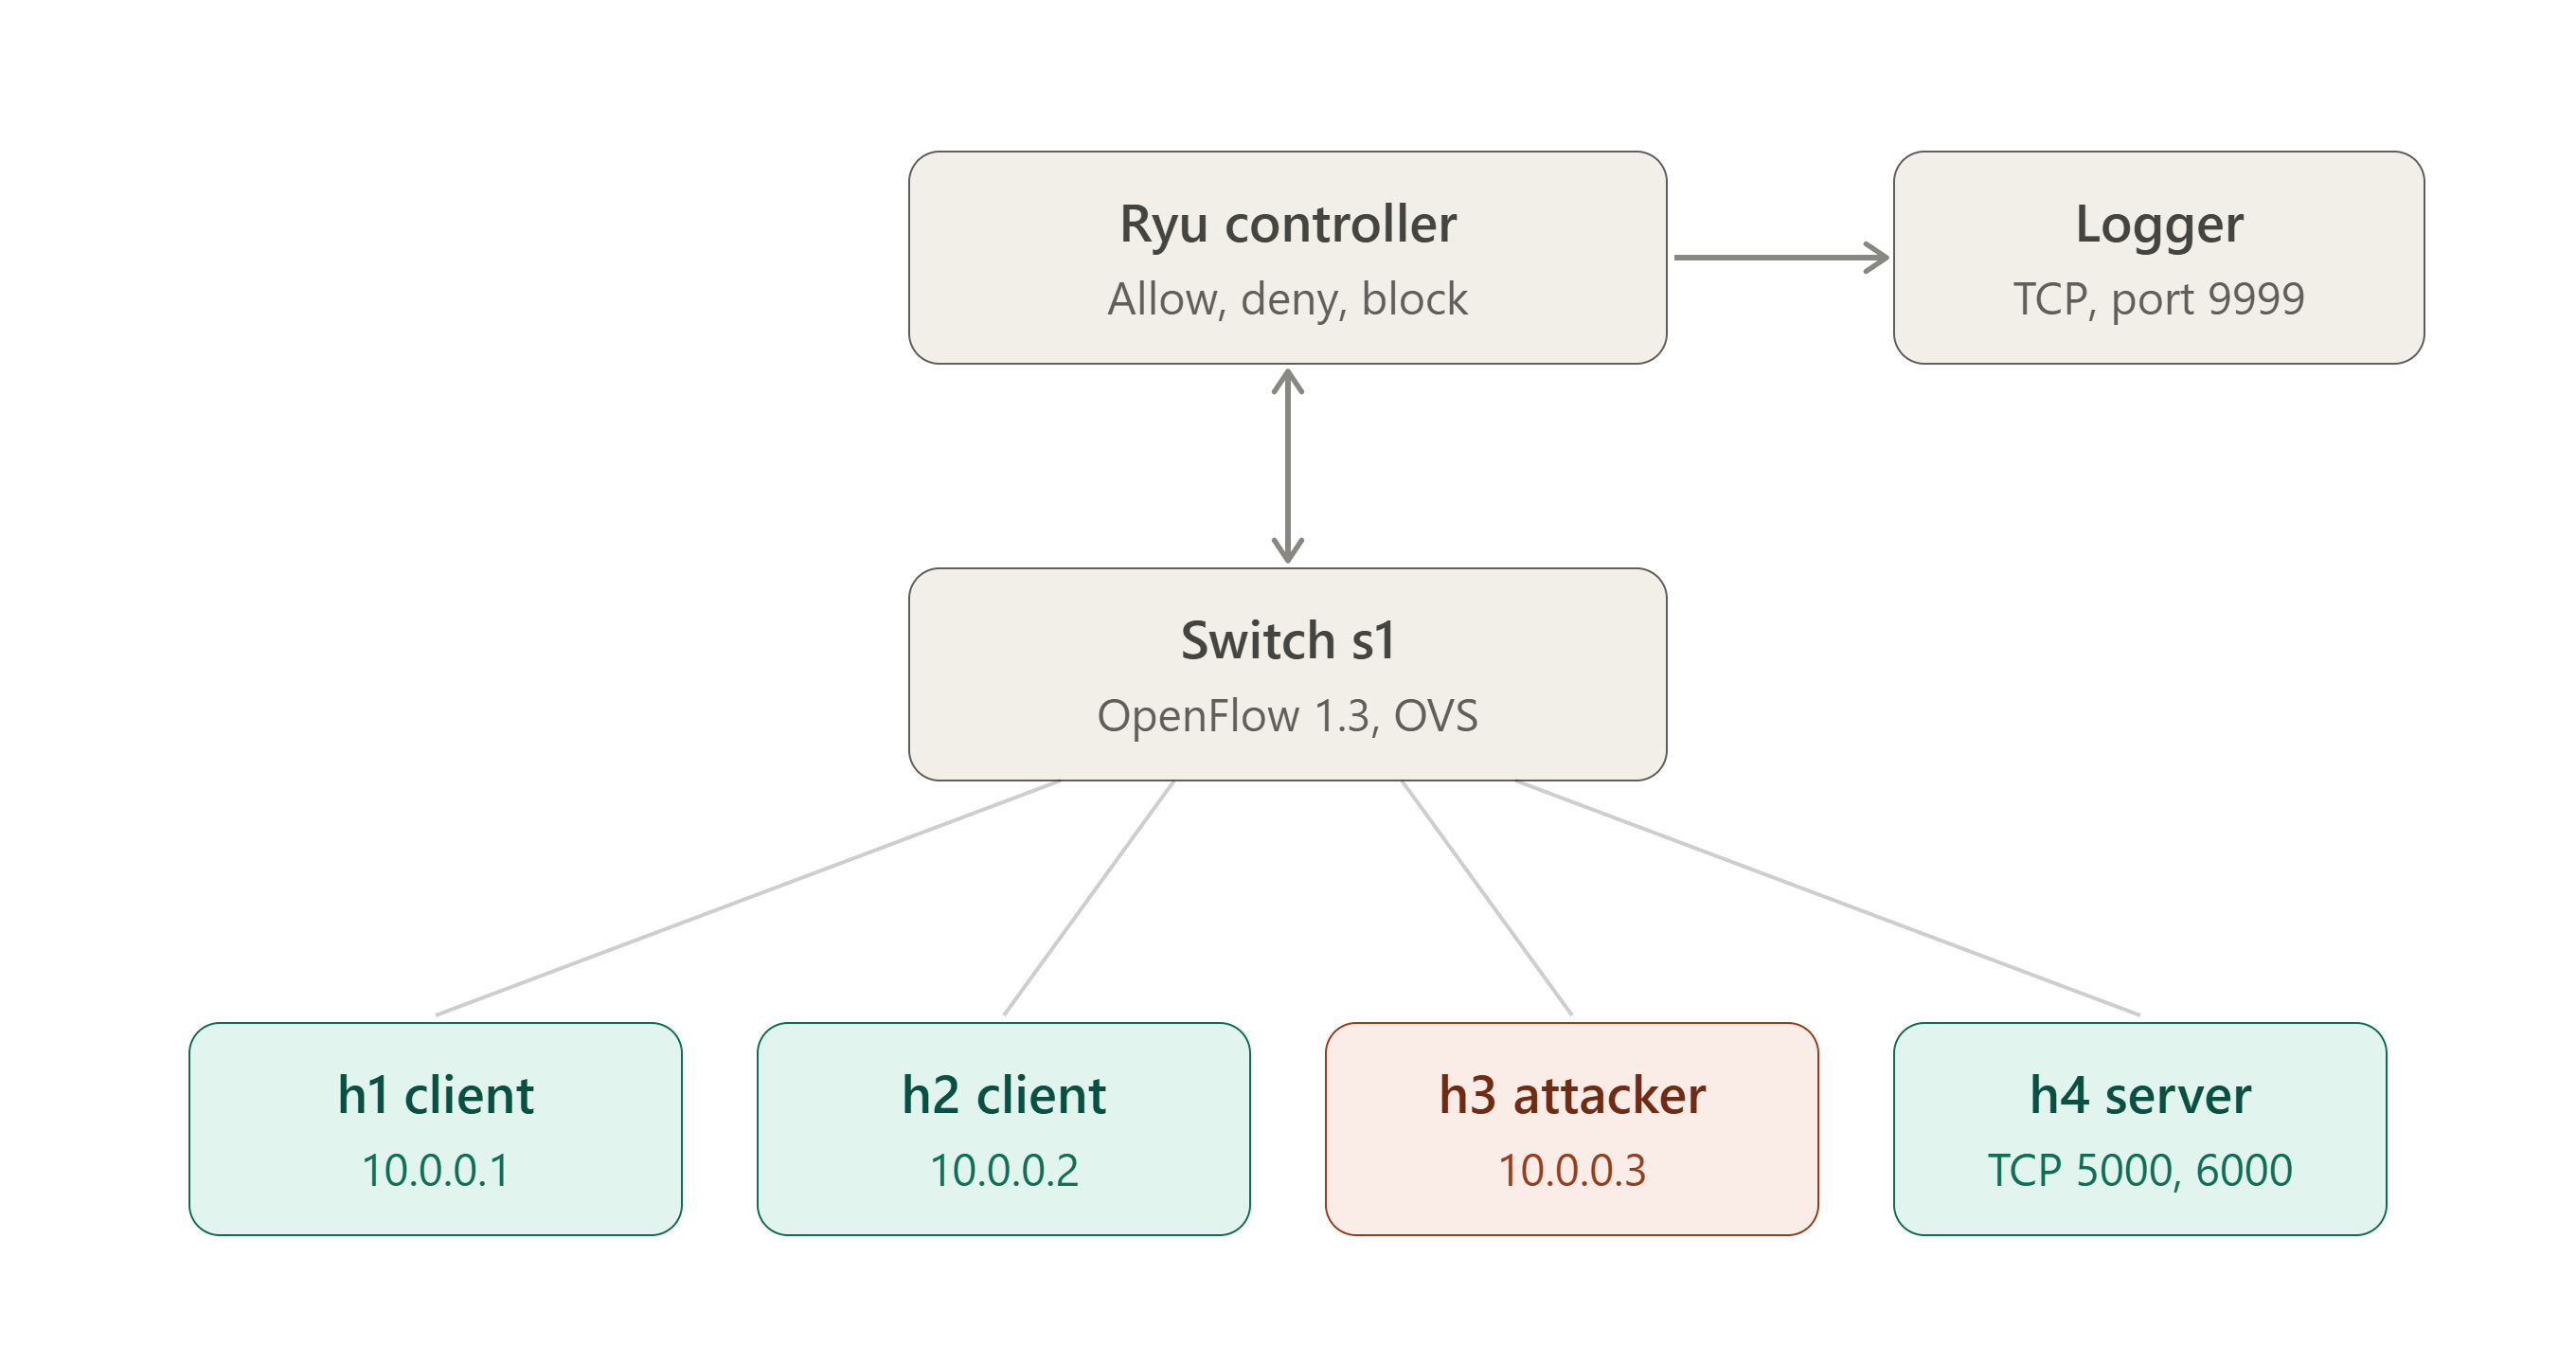 Ryu controller
Allow, deny, block
Logger
TCP, port 9999
Switch s1
OpenFlow 1.3, OVS
h1 client
10.0.0.1
h2 client
10.0.0.2
h3 attacker
10.0.0.3
h4 server
TCP 5000, 6000